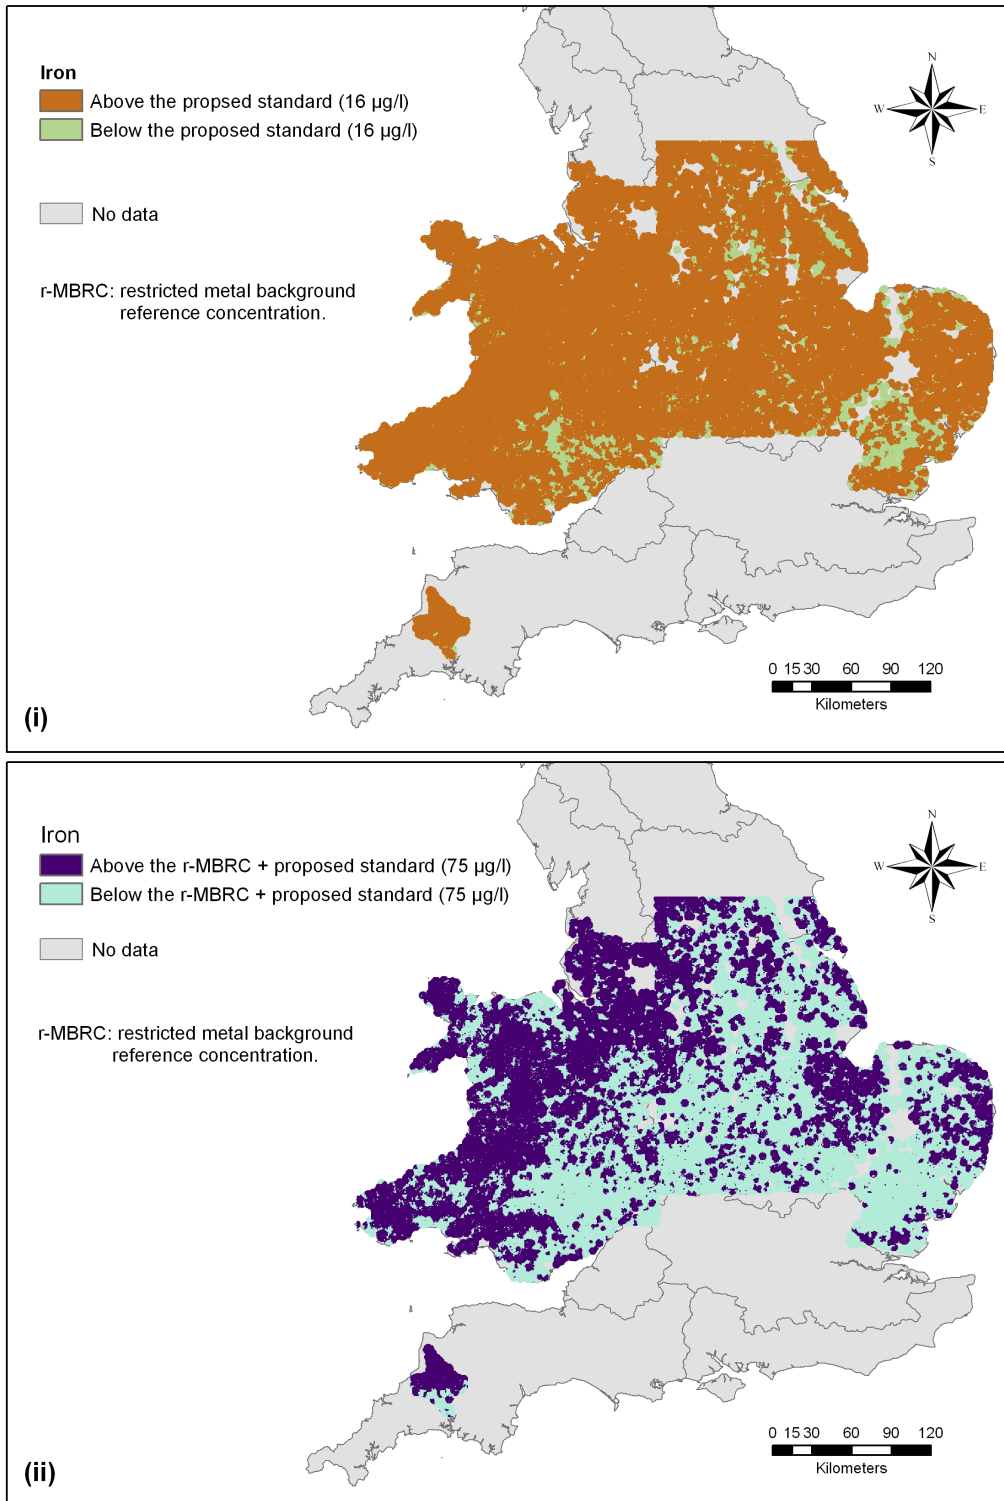 Iron
Above the propsed standard (16 µg/l)
Below the proposed standard (16 µg/l)
No data
r-MBRC: restricted metal background
reference concentration.
N
W E
S
0 15 30 60 90 120
Kilometers
(i)
Iron
Above the r-MBRC + proposed standard (75 µg/l)
Below the r-MBRC + proposed standard (75 µg/l)
No data
r-MBRC: restricted metal background
reference concentration.
N
W E
S
0 15 30 60 90 120
Kilometers
(ii)